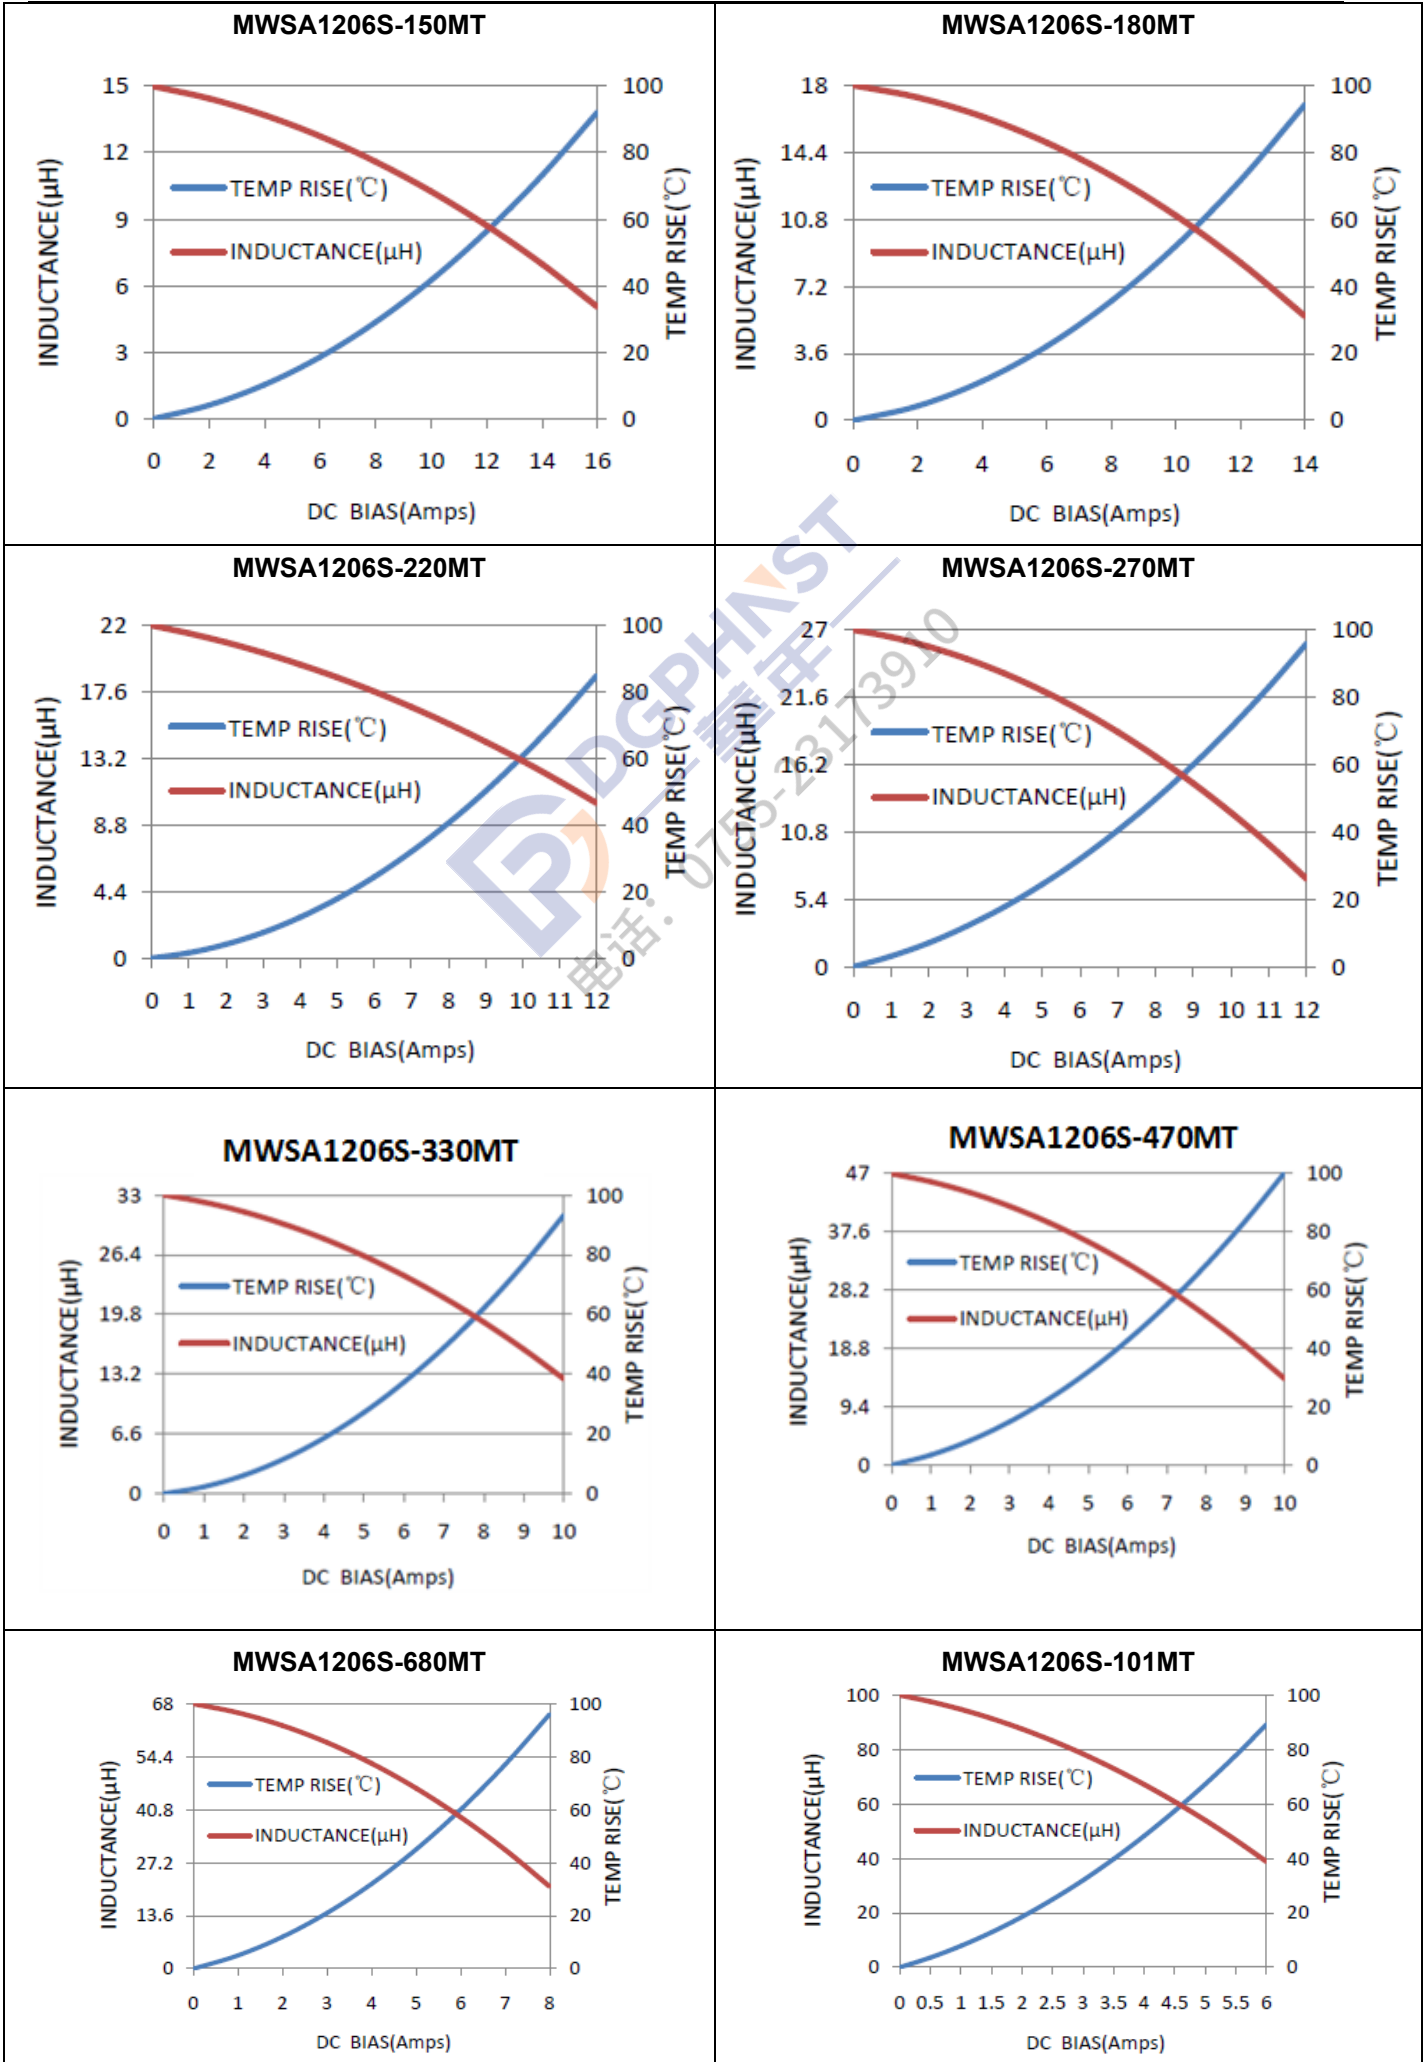 MWSA1206S-150MT
15
12
9
6
3
0
100
80
60
40
20
0
TEMP RISE(℃)
INDUCTANCE(μH)
INDUCTANCE(μH)
TEMP RISE(℃)
0 2 4 6 8 10 12 14 16
DC BIAS(Amps)
MWSA1206S-180MT
18
14.4
10.8
7.2
3.6
0
100
80
60
40
20
0
TEMP RISE(℃)
INDUCTANCE(μH)
INDUCTANCE(μH)
TEMP RISE(℃)
0 2 4 6 8 10 12 14
DC BIAS(Amps)
MWSA1206S-220MT
22
17.6
13.2
8.8
4.4
0
100
80
60
40
20
0
TEMP RISE(℃)
INDUCTANCE(μH)
INDUCTANCE(μH)
TEMP RISE(℃)
0 1 2 3 4 5 6 7 8 9 10 11 12
DC BIAS(Amps)
MWSA1206S-270MT
27
21.6
16.2
10.8
5.4
0
100
80
60
40
20
0
TEMP RISE(℃)
INDUCTANCE(μH)
INDUCTANCE(μH)
TEMP RISE(℃)
0 1 2 3 4 5 6 7 8 9 10 11 12
DC BIAS(Amps)
DGPHNST
电话：0755-23173910
MWSA1206S-330MT
33
26.4
19.8
13.2
6.6
0
100
80
60
40
20
0
TEMP RISE(℃)
INDUCTANCE(μH)
INDUCTANCE(μH)
TEMP RISE(℃)
0 1 2 3 4 5 6 7 8 9 10
DC BIAS(Amps)
MWSA1206S-470MT
47
37.6
28.2
18.8
9.4
0
100
80
60
40
20
0
TEMP RISE(℃)
INDUCTANCE(μH)
INDUCTANCE(μH)
TEMP RISE(℃)
0 1 2 3 4 5 6 7 8 9 10
DC BIAS(Amps)
MWSA1206S-680MT
68
54.4
40.8
27.2
13.6
0
100
80
60
40
20
0
TEMP RISE(℃)
INDUCTANCE(μH)
INDUCTANCE(μH)
TEMP RISE(℃)
0 1 2 3 4 5 6 7 8
DC BIAS(Amps)
MWSA1206S-101MT
100
80
60
40
20
0
100
80
60
40
20
0
TEMP RISE(℃)
INDUCTANCE(μH)
INDUCTANCE(μH)
TEMP RISE(℃)
0 0.5 1 1.5 2 2.5 3 3.5 4 4.5 5 5.5 6
DC BIAS(Amps)